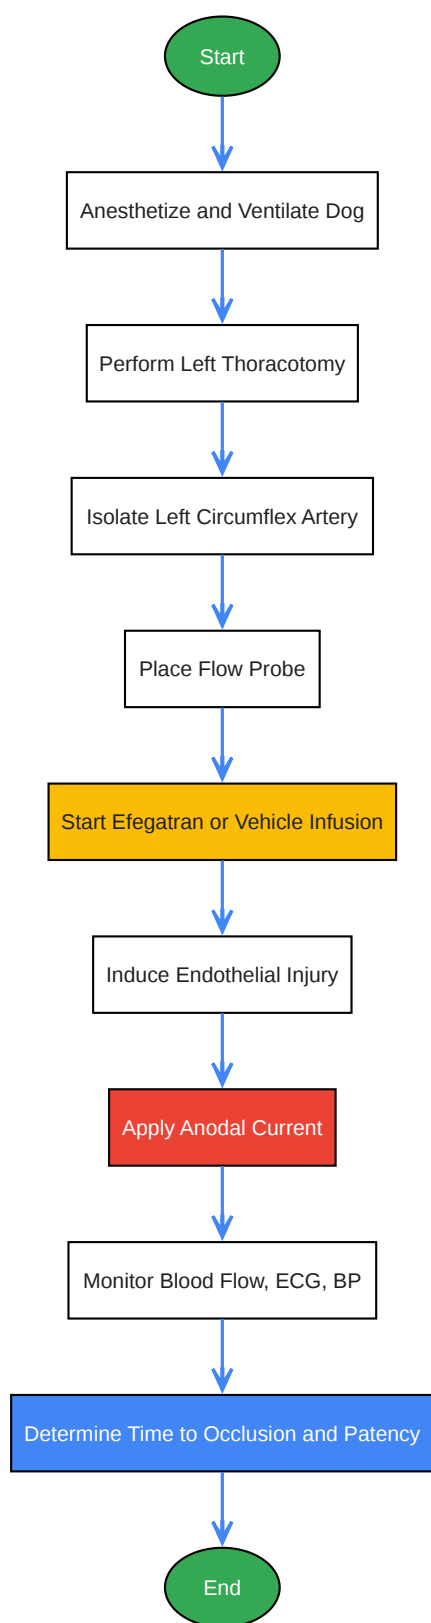 Start
Anesthetize and Ventilate Dog
Perform Left Thoracotomy
Isolate Left Circumflex Artery
Place Flow Probe
Start Efegatran or Vehicle Infusion
Induce Endothelial Injury
Apply Anodal Current
Monitor Blood Flow, ECG, BP
Determine Time to Occlusion and Patency
End